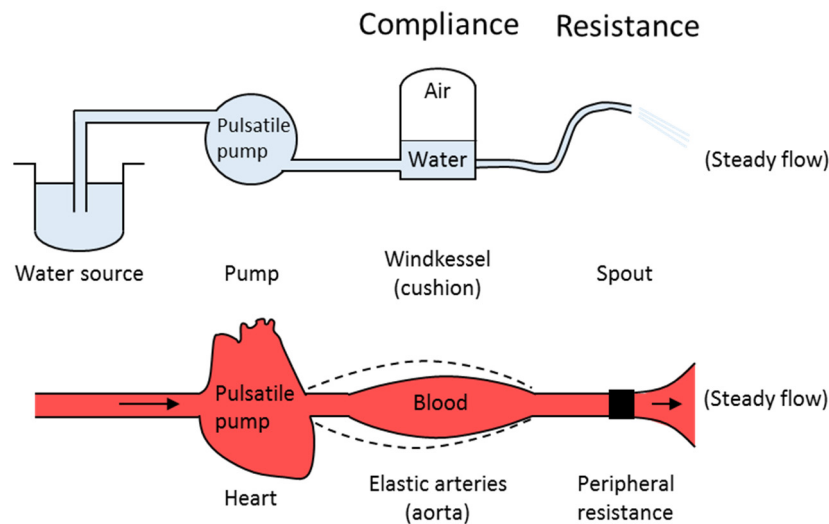 Compliance Resistance
Air
Pulsatile
pump
Water
(Steady flow)
Water source
Pump
Windkessel
(cushion)
Spout
Pulsatile
pump
Blood
(Steady flow)
Heart
Elastic arteries
(aorta)
Peripheral
resistance